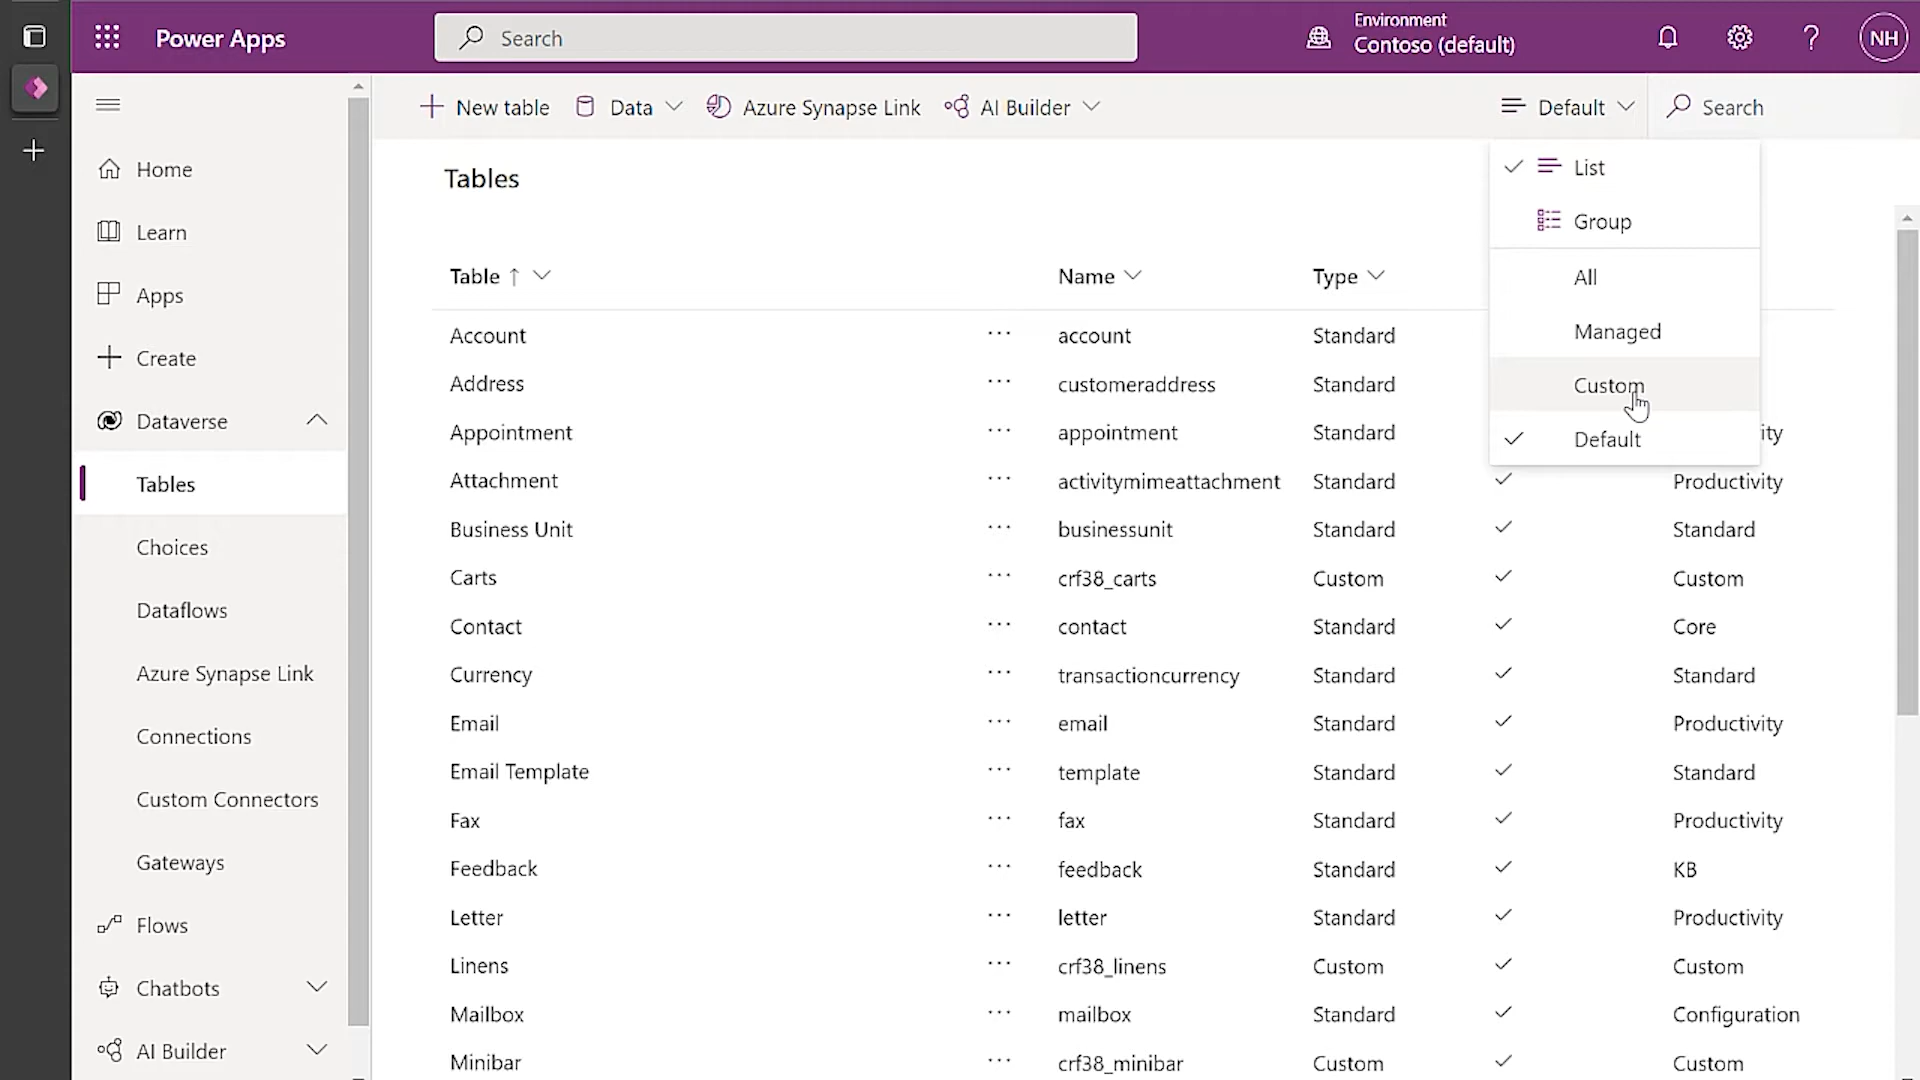 Power Apps
Search
Environment
Contoso (default)
NH
New table
Data
Azure Synapse Link
AI Builder
Default
Search
Home
Learn
Apps
Create
Dataverse
Tables
Choices
Dataflows
Azure Synapse Link
Connections
Custom Connectors
Gateways
Flows
Chatbots
AI Builder
Tables
List
Group
All
Managed
Custom
Default
Table ↑ Name Type
Account ··· account Standard
Address ··· customeraddress Standard
Appointment ··· appointment Standard ity
Attachment ··· activitymimeattachment Standard ✓ Productivity
Business Unit ··· businessunit Standard ✓ Standard
Carts ··· crf38_carts Custom ✓ Custom
Contact ··· contact Standard ✓ Core
Currency ··· transactioncurrency Standard ✓ Standard
Email ··· email Standard ✓ Productivity
Email Template ··· template Standard ✓ Standard
Fax ··· fax Standard ✓ Productivity
Feedback ··· feedback Standard ✓ KB
Letter ··· letter Standard ✓ Productivity
Linens ··· crf38_linens Custom ✓ Custom
Mailbox ··· mailbox Standard ✓ Configuration
Minibar ··· crf38_minibar Custom ✓ Custom